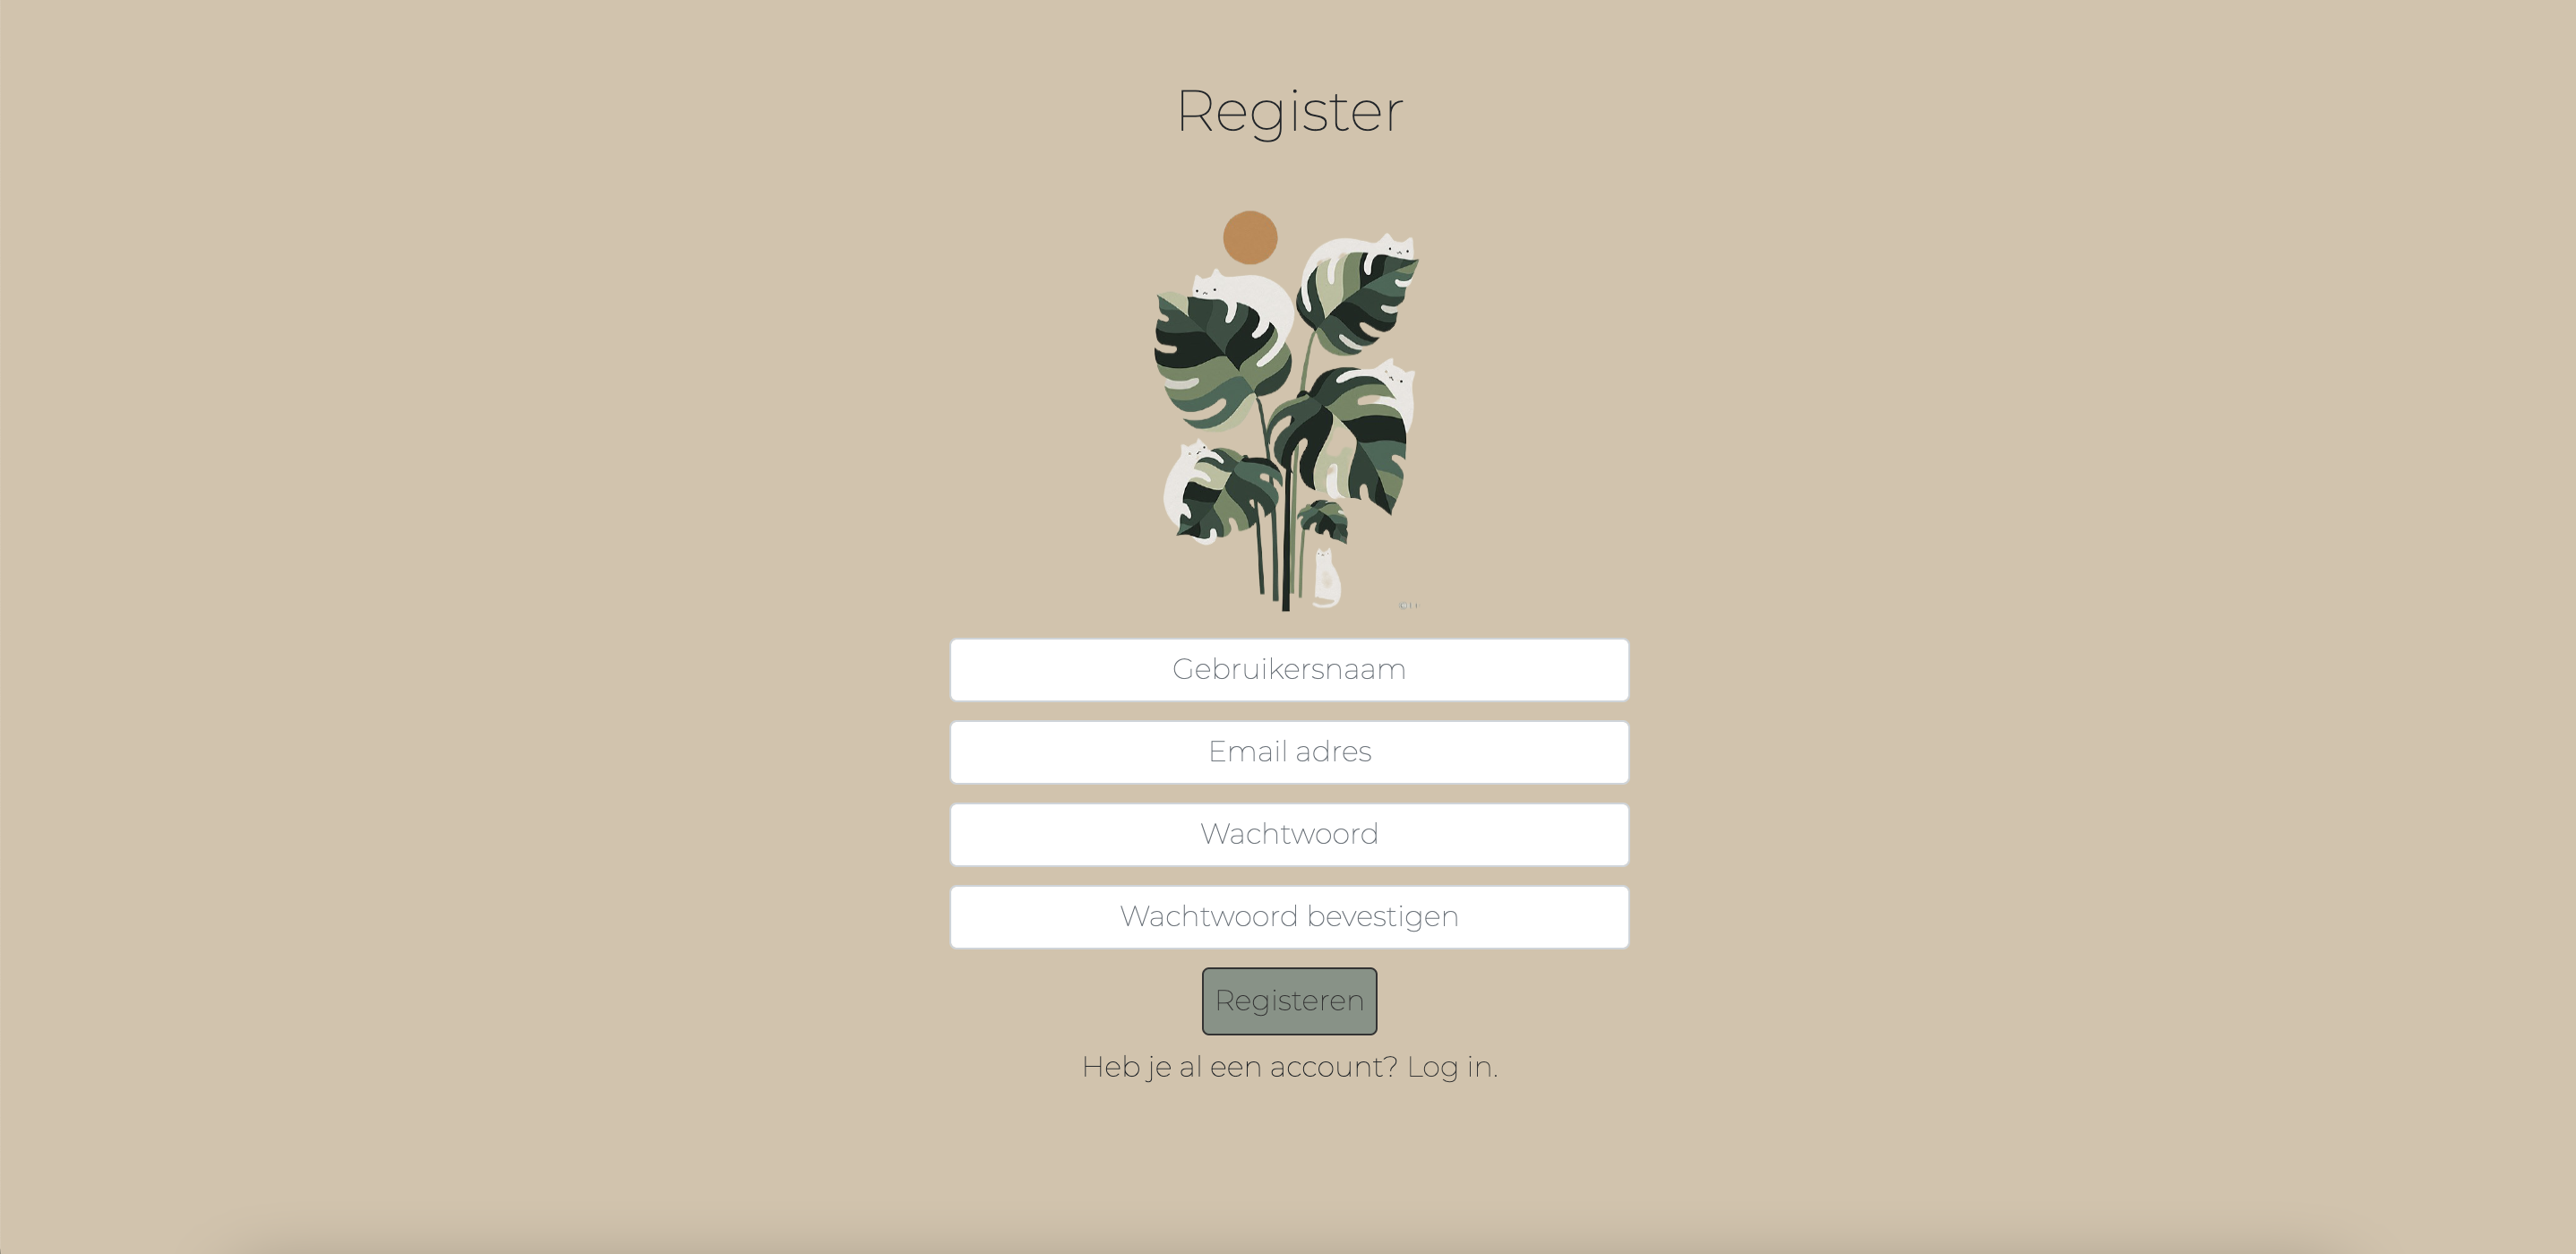 Register
Gebruikersnaam
Email adres
Wachtwoord
Wachtwoord bevestigen
Registeren
Heb je al een account? Log in.